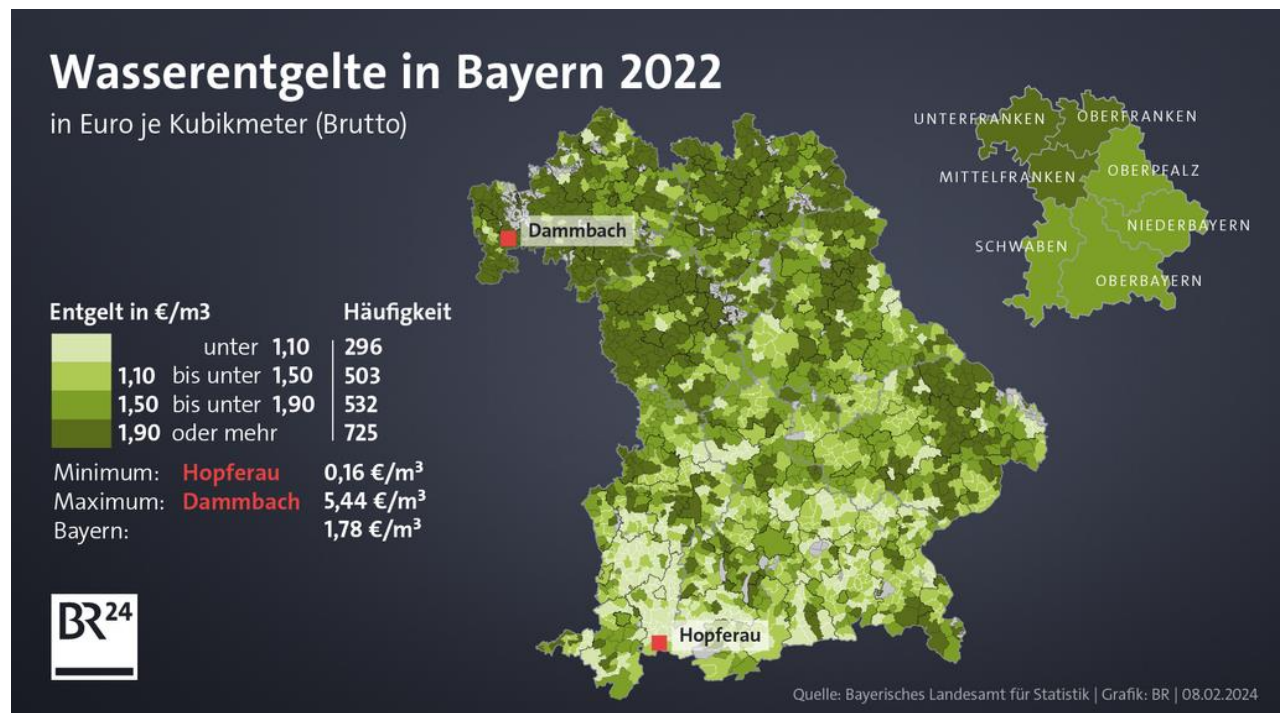 Wasserentgelte in Bayern 2022
in Euro je Kubikmeter (Brutto)
UNTERFRANKEN
OBERFRANKEN
MITTELFRANKEN
OBERPFALZ
NIEDERBAYERN
SCHWABEN
OBERBAYERN
Dammbach
Entgelt in €/m3 Häufigkeit
unter 1,10 296
1,10 bis unter 1,50 503
1,50 bis unter 1,90 532
1,90 oder mehr 725
Minimum: Hopferau 0,16 €/m³
Maximum: Dammbach 5,44 €/m³
Bayern: 1,78 €/m³
BR24
Hopferau
Quelle: Bayerisches Landesamt für Statistik | Grafik: BR | 08.02.2024